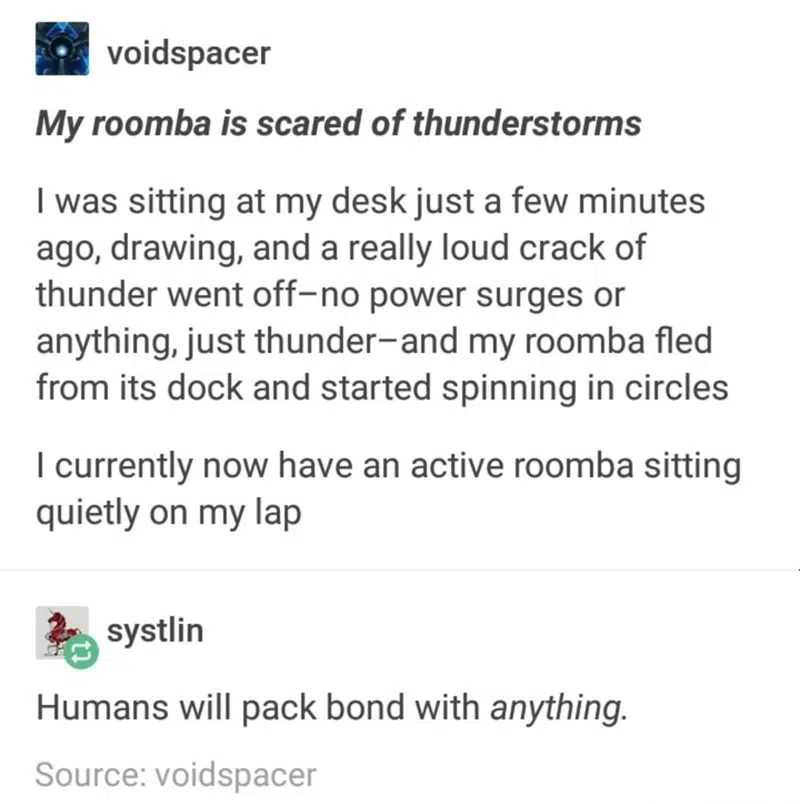 voidspacer
My roomba is scared of thunderstorms
I was sitting at my desk just a few minutes
ago, drawing, and a really loud crack of
thunder went off–no power surges or
anything, just thunder–and my roomba fled
from its dock and started spinning in circles
I currently now have an active roomba sitting
quietly on my lap
systlin
Humans will pack bond with anything.
Source: voidspacer